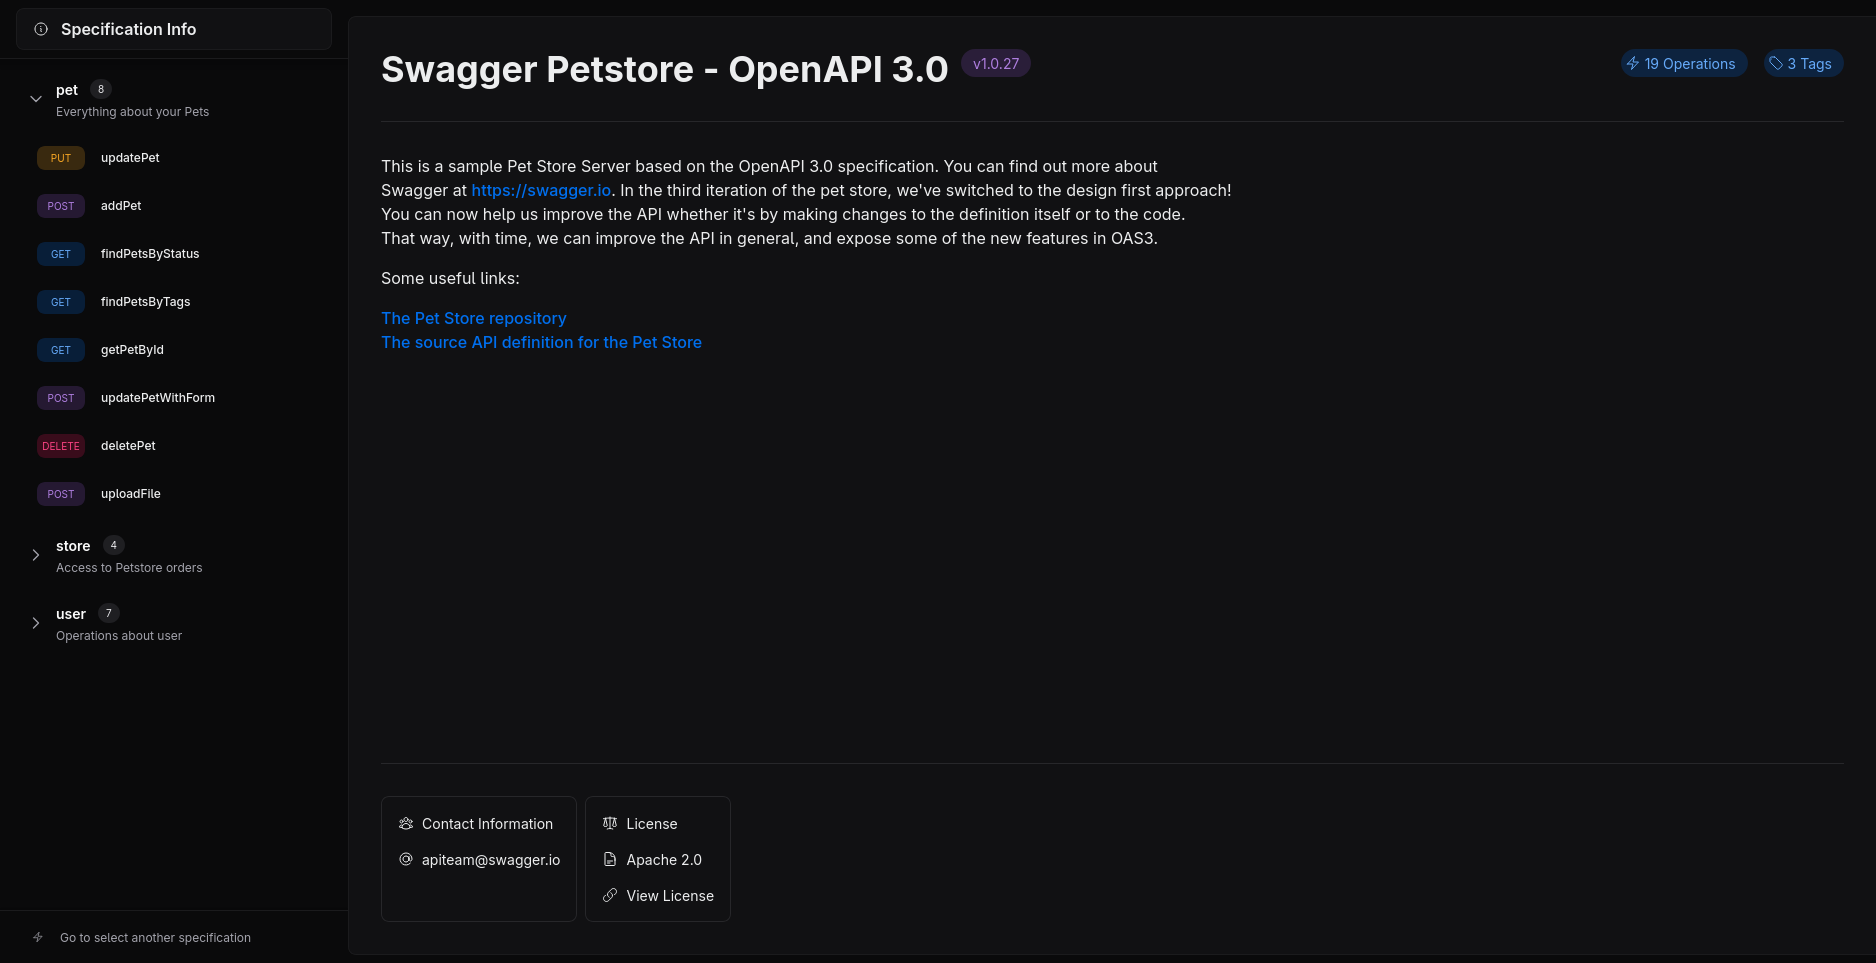 Specification Info
pet 8
Everything about your Pets
PUT updatePet
POST addPet
GET findPetsByStatus
GET findPetsByTags
GET getPetById
POST updatePetWithForm
DELETE deletePet
POST uploadFile
store 4
Access to Petstore orders
user 7
Operations about user
Go to select another specification
Swagger Petstore - OpenAPI 3.0 v1.0.27
19 Operations 3 Tags
This is a sample Pet Store Server based on the OpenAPI 3.0 specification. You can find out more about
Swagger at https://swagger.io. In the third iteration of the pet store, we've switched to the design first approach!
You can now help us improve the API whether it's by making changes to the definition itself or to the code.
That way, with time, we can improve the API in general, and expose some of the new features in OAS3.
Some useful links:
The Pet Store repository
The source API definition for the Pet Store
Contact Information
apiteam@swagger.io
License
Apache 2.0
View License